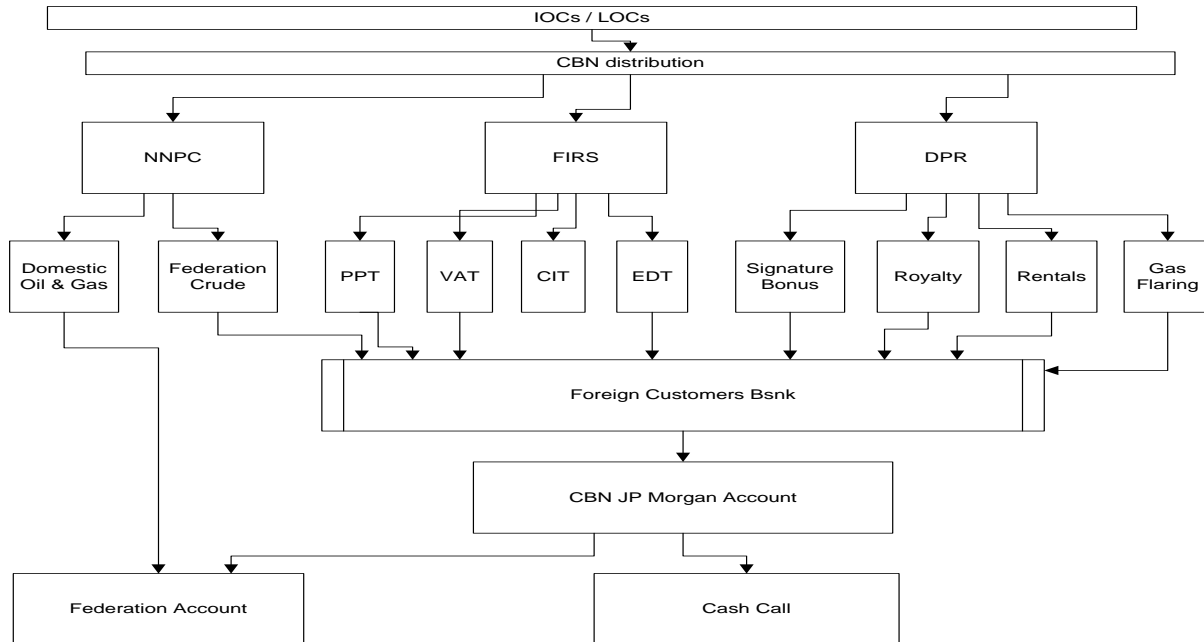 IOCs / LOCs
CBN distribution
NNPC
FIRS
DPR
Domestic
Oil & Gas
Federation
Crude
PPT
VAT
CIT
EDT
Signature
Bonus
Royalty
Rentals
Gas
Flaring
Foreign Customers Bsnk
CBN JP Morgan Account
Federation Account
Cash Call